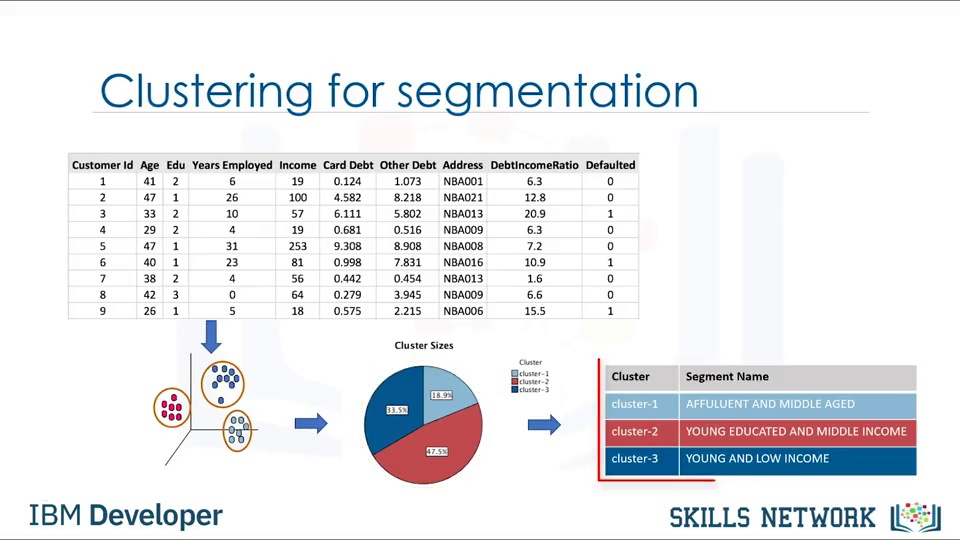 Clustering for segmentation
Customer Id Age Edu Years Employed Income Card Debt Other Debt Address DebtIncomeRatio Defaulted
1 41 2 6 19 0.124 1.073 NBA001 6.3 0
2 47 1 26 100 4.582 8.218 NBA021 12.8 0
3 33 2 10 57 6.111 5.802 NBA013 20.9 1
4 29 2 4 19 0.681 0.516 NBA009 6.3 0
5 47 1 31 253 9.308 8.908 NBA008 7.2 0
6 40 1 23 81 0.998 7.831 NBA016 10.9 1
7 38 2 4 56 0.442 0.454 NBA013 1.6 0
8 42 3 0 64 0.279 3.945 NBA009 6.6 0
9 26 1 5 18 0.575 2.215 NBA006 15.5 1
Cluster Sizes
Cluster
cluster-1
cluster-2
cluster-3
18.9%
33.5%
47.5%
Cluster Segment Name
cluster-1 AFFULUENT AND MIDDLE AGED
cluster-2 YOUNG EDUCATED AND MIDDLE INCOME
cluster-3 YOUNG AND LOW INCOME
IBM Developer
SKILLS NETWORK